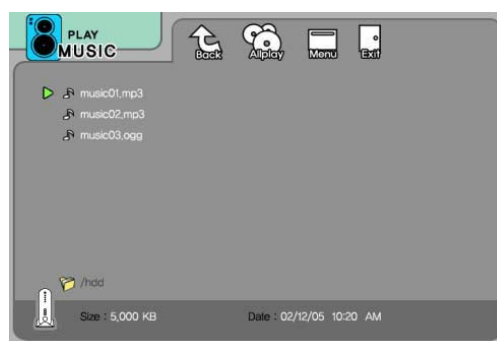 PLAY
MUSIC
Back
Allplay
Menu
Exit
music01.mp3
music02.mp3
music03.ogg
/hdd
Size : 5,000 KB
Date : 02/12/05 10:20 AM